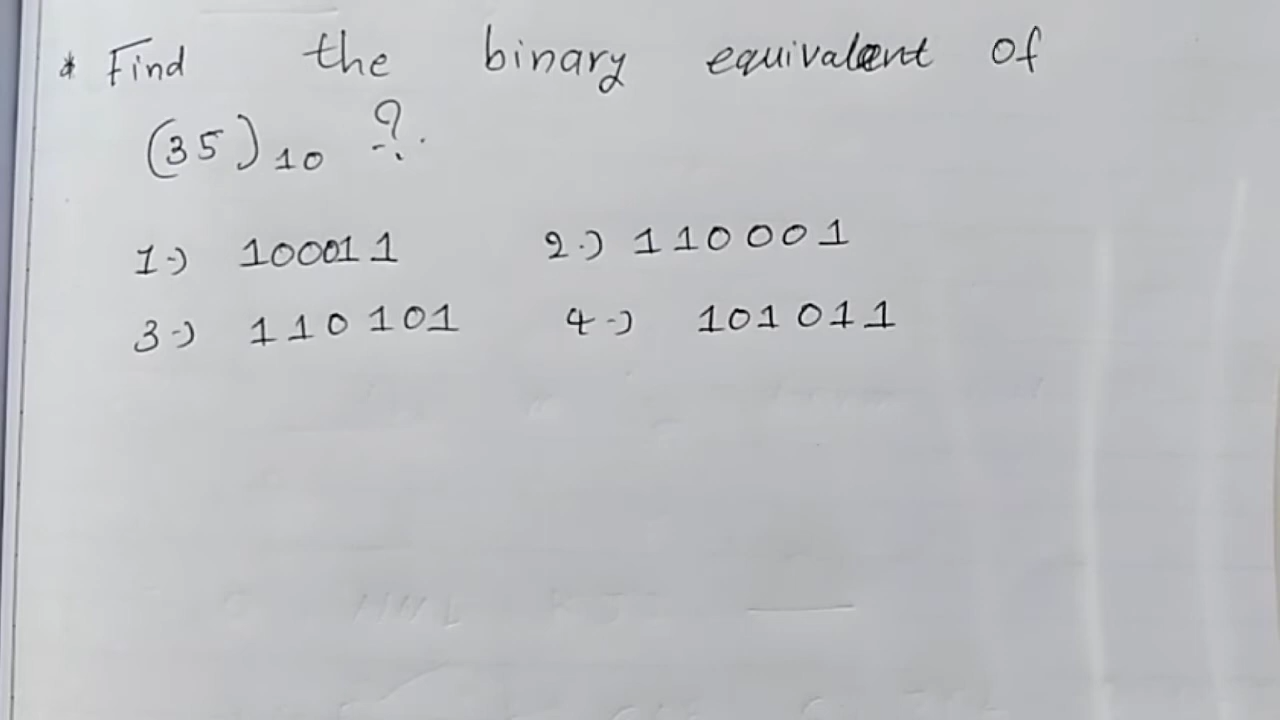 * Find the binary equivalent of
(35)10 ?
1.) 100011 2.) 110001
3.) 110101 4.) 101011